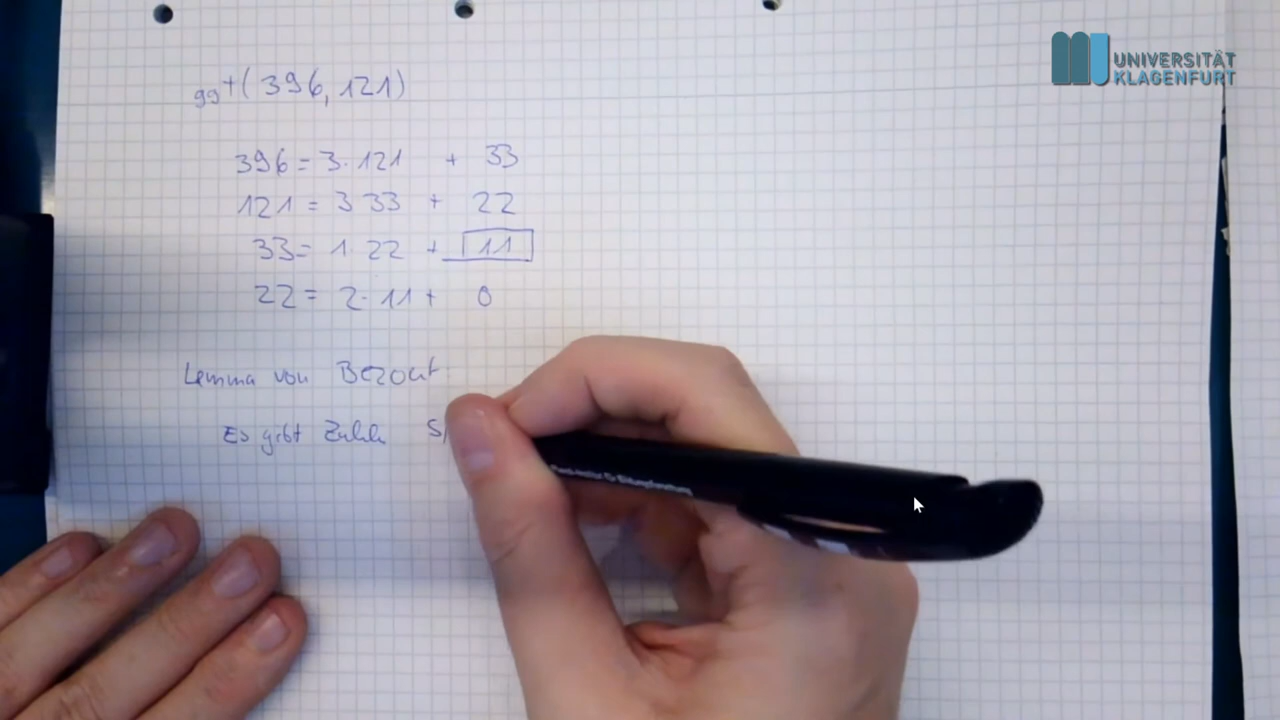 UNIVERSITÄT
KLAGENFURT
ggT(396,121)
396 = 3·121 + 33
121 = 3 33 + 22
33 = 1 22 + 11
22 = 2·11 + 0
Lemma von Bezout
Es gibt Zahlen S,